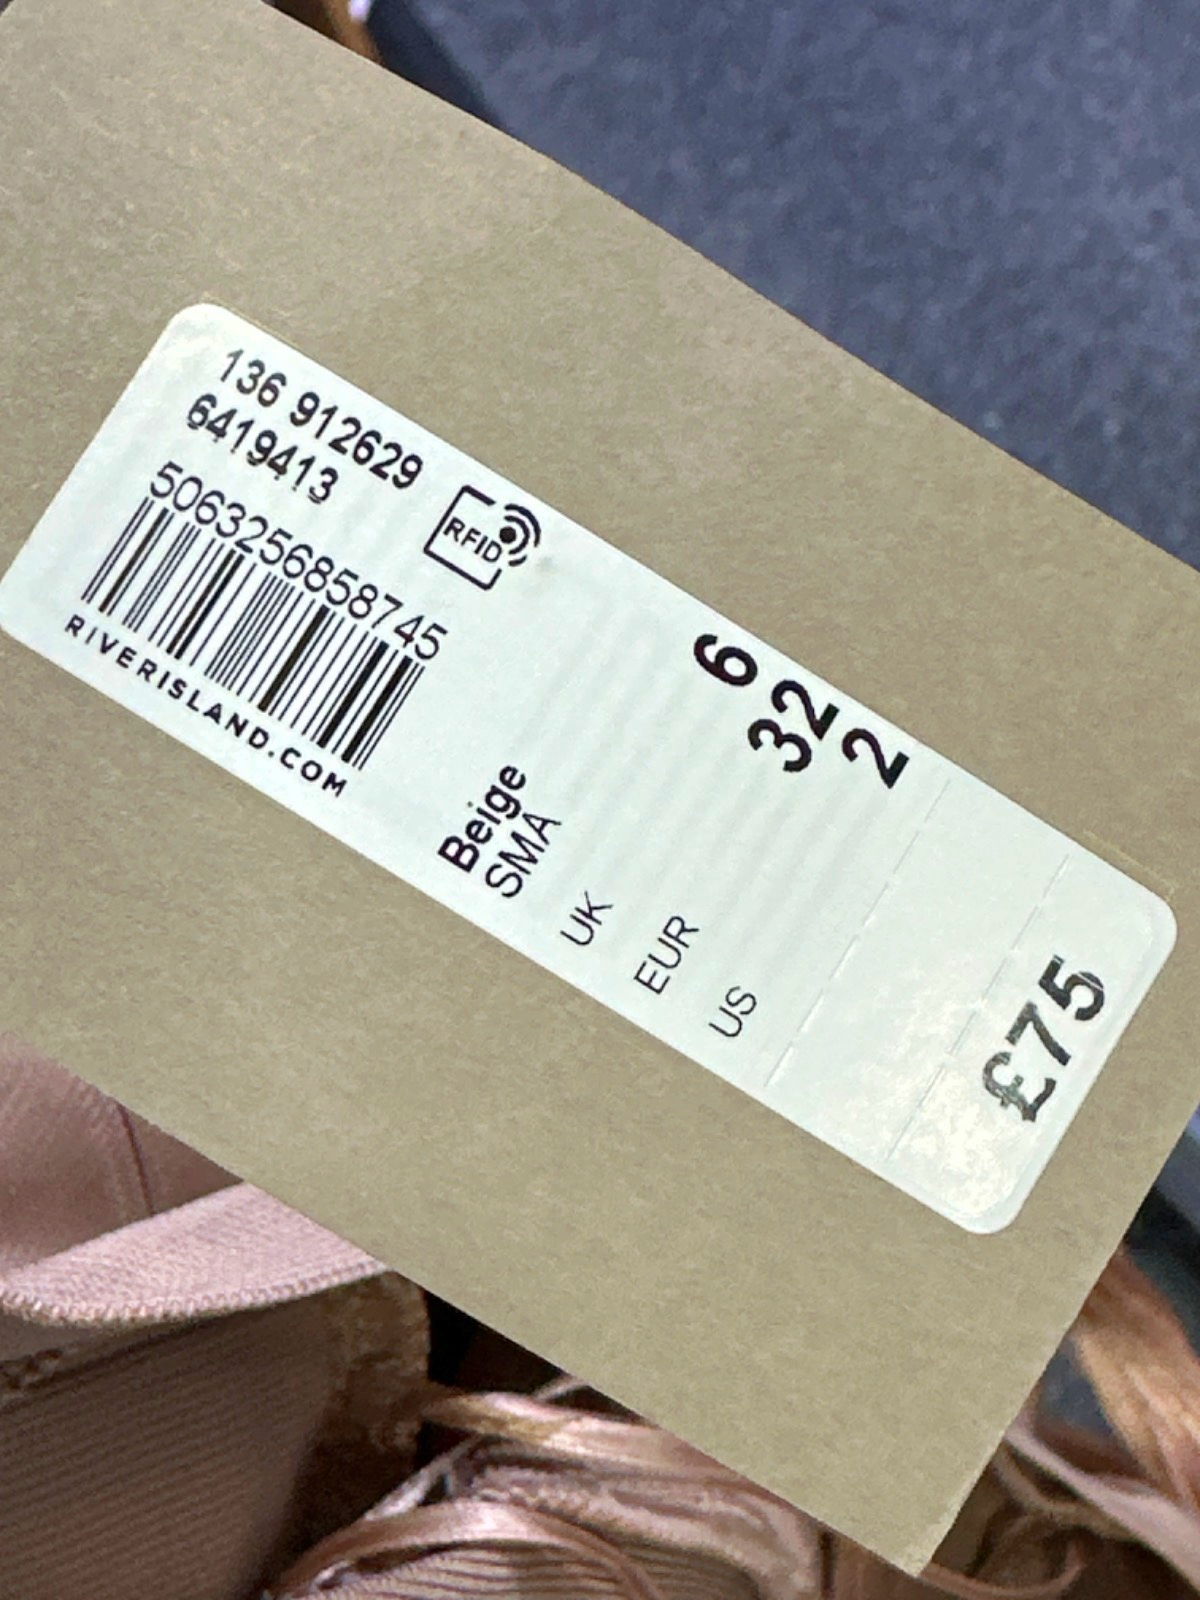 136 912629
6419413
5063256858745
RIVERISLAND.COM
RFID
Beige
SMA
UK 6
EUR 32
US 2
£75